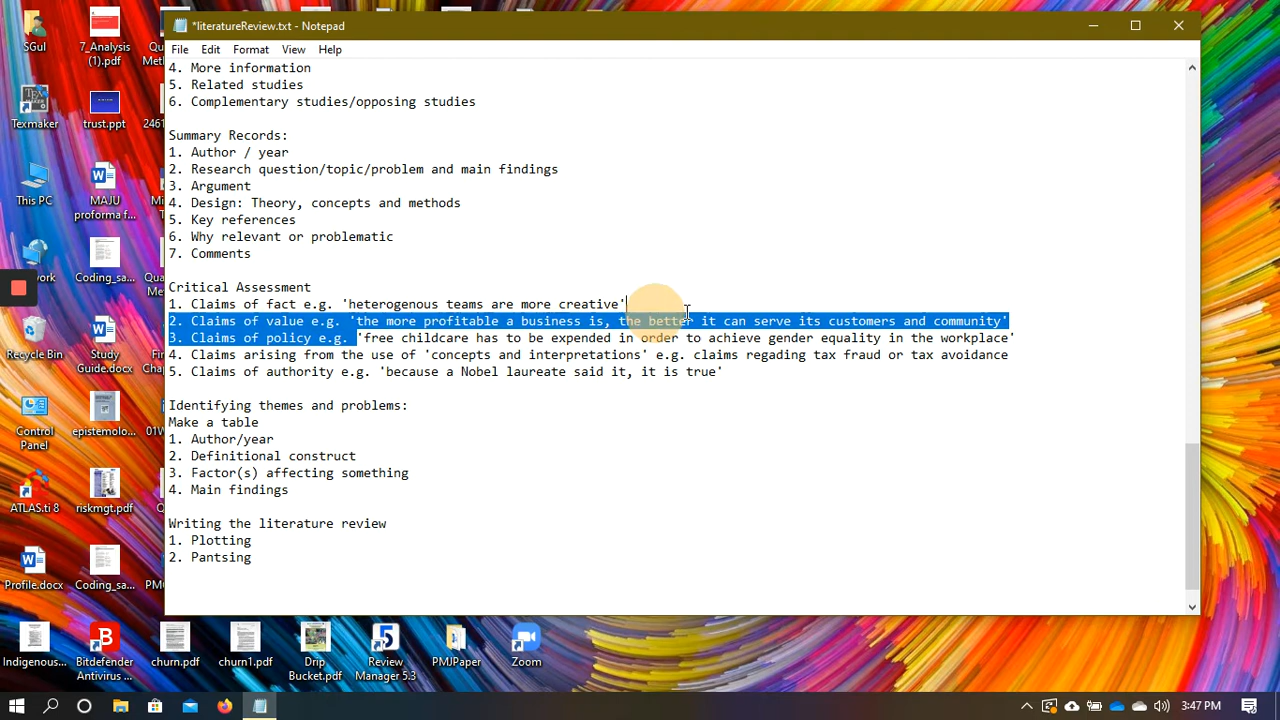 *literatureReview.txt - Notepad
File Edit Format View Help
4. More information
5. Related studies
6. Complementary studies/opposing studies
Summary Records:
1. Author / year
2. Research question/topic/problem and main findings
3. Argument
4. Design: Theory, concepts and methods
5. Key references
6. Why relevant or problematic
7. Comments
Critical Assessment
1. Claims of fact e.g. 'heterogenous teams are more creative'
2. Claims of value e.g. 'the more profitable a business is, the better it can serve its customers and community'
3. Claims of policy e.g. 'free childcare has to be expended in order to achieve gender equality in the workplace'
4. Claims arising from the use of 'concepts and interpretations' e.g. claims regading tax fraud or tax avoidance
5. Claims of authority e.g. 'because a Nobel laureate said it, it is true'
Identifying themes and problems:
Make a table
1. Author/year
2. Definitional construct
3. Factor(s) affecting something
4. Main findings
Writing the literature review
1. Plotting
2. Pantsing
SGul
7_Analysis
(1).pdf
Texmaker
trust.ppt
This PC
MAJU
proforma f...
Coding_sa...
Recycle Bin
Study
Guide.docx
Control
Panel
epistemolo...
ATLAS.ti 8
riskmgt.pdf
Profile.docx
Coding_sa...
Indigenous...
Bitdefender
Antivirus ...
churn.pdf
churn1.pdf
Drip
Bucket.pdf
Review
Manager 5.3
PMJPaper
Zoom
3:47 PM